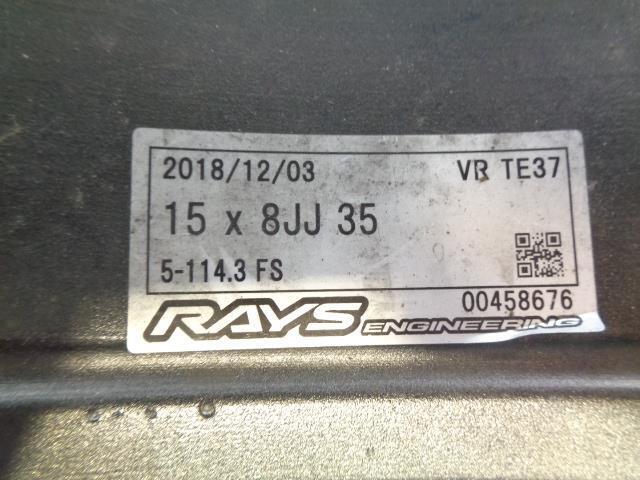 2018/12/03 VR TE37
15 x 8JJ 35
5-114.3 FS
00458676
RAYS ENGINEERING